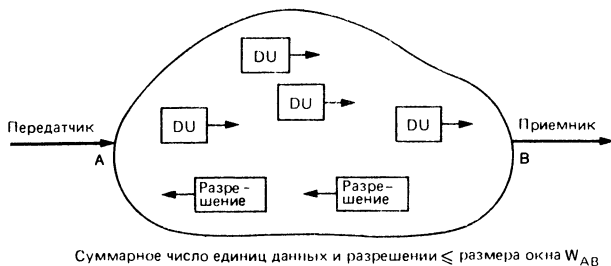 DU
DU
DU
DU
Передатчик
A
Приемник
B
Разре-
шение
Разре-
шение
Суммарное число единиц данных и разрешении ⩽ размера окна W_AB